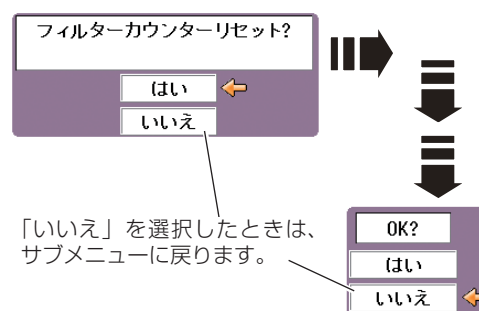 フィルターカウンターリセット?
はい
いいえ
「いいえ」を選択したときは、
サブメニューに戻ります。
OK?
はい
いいえ